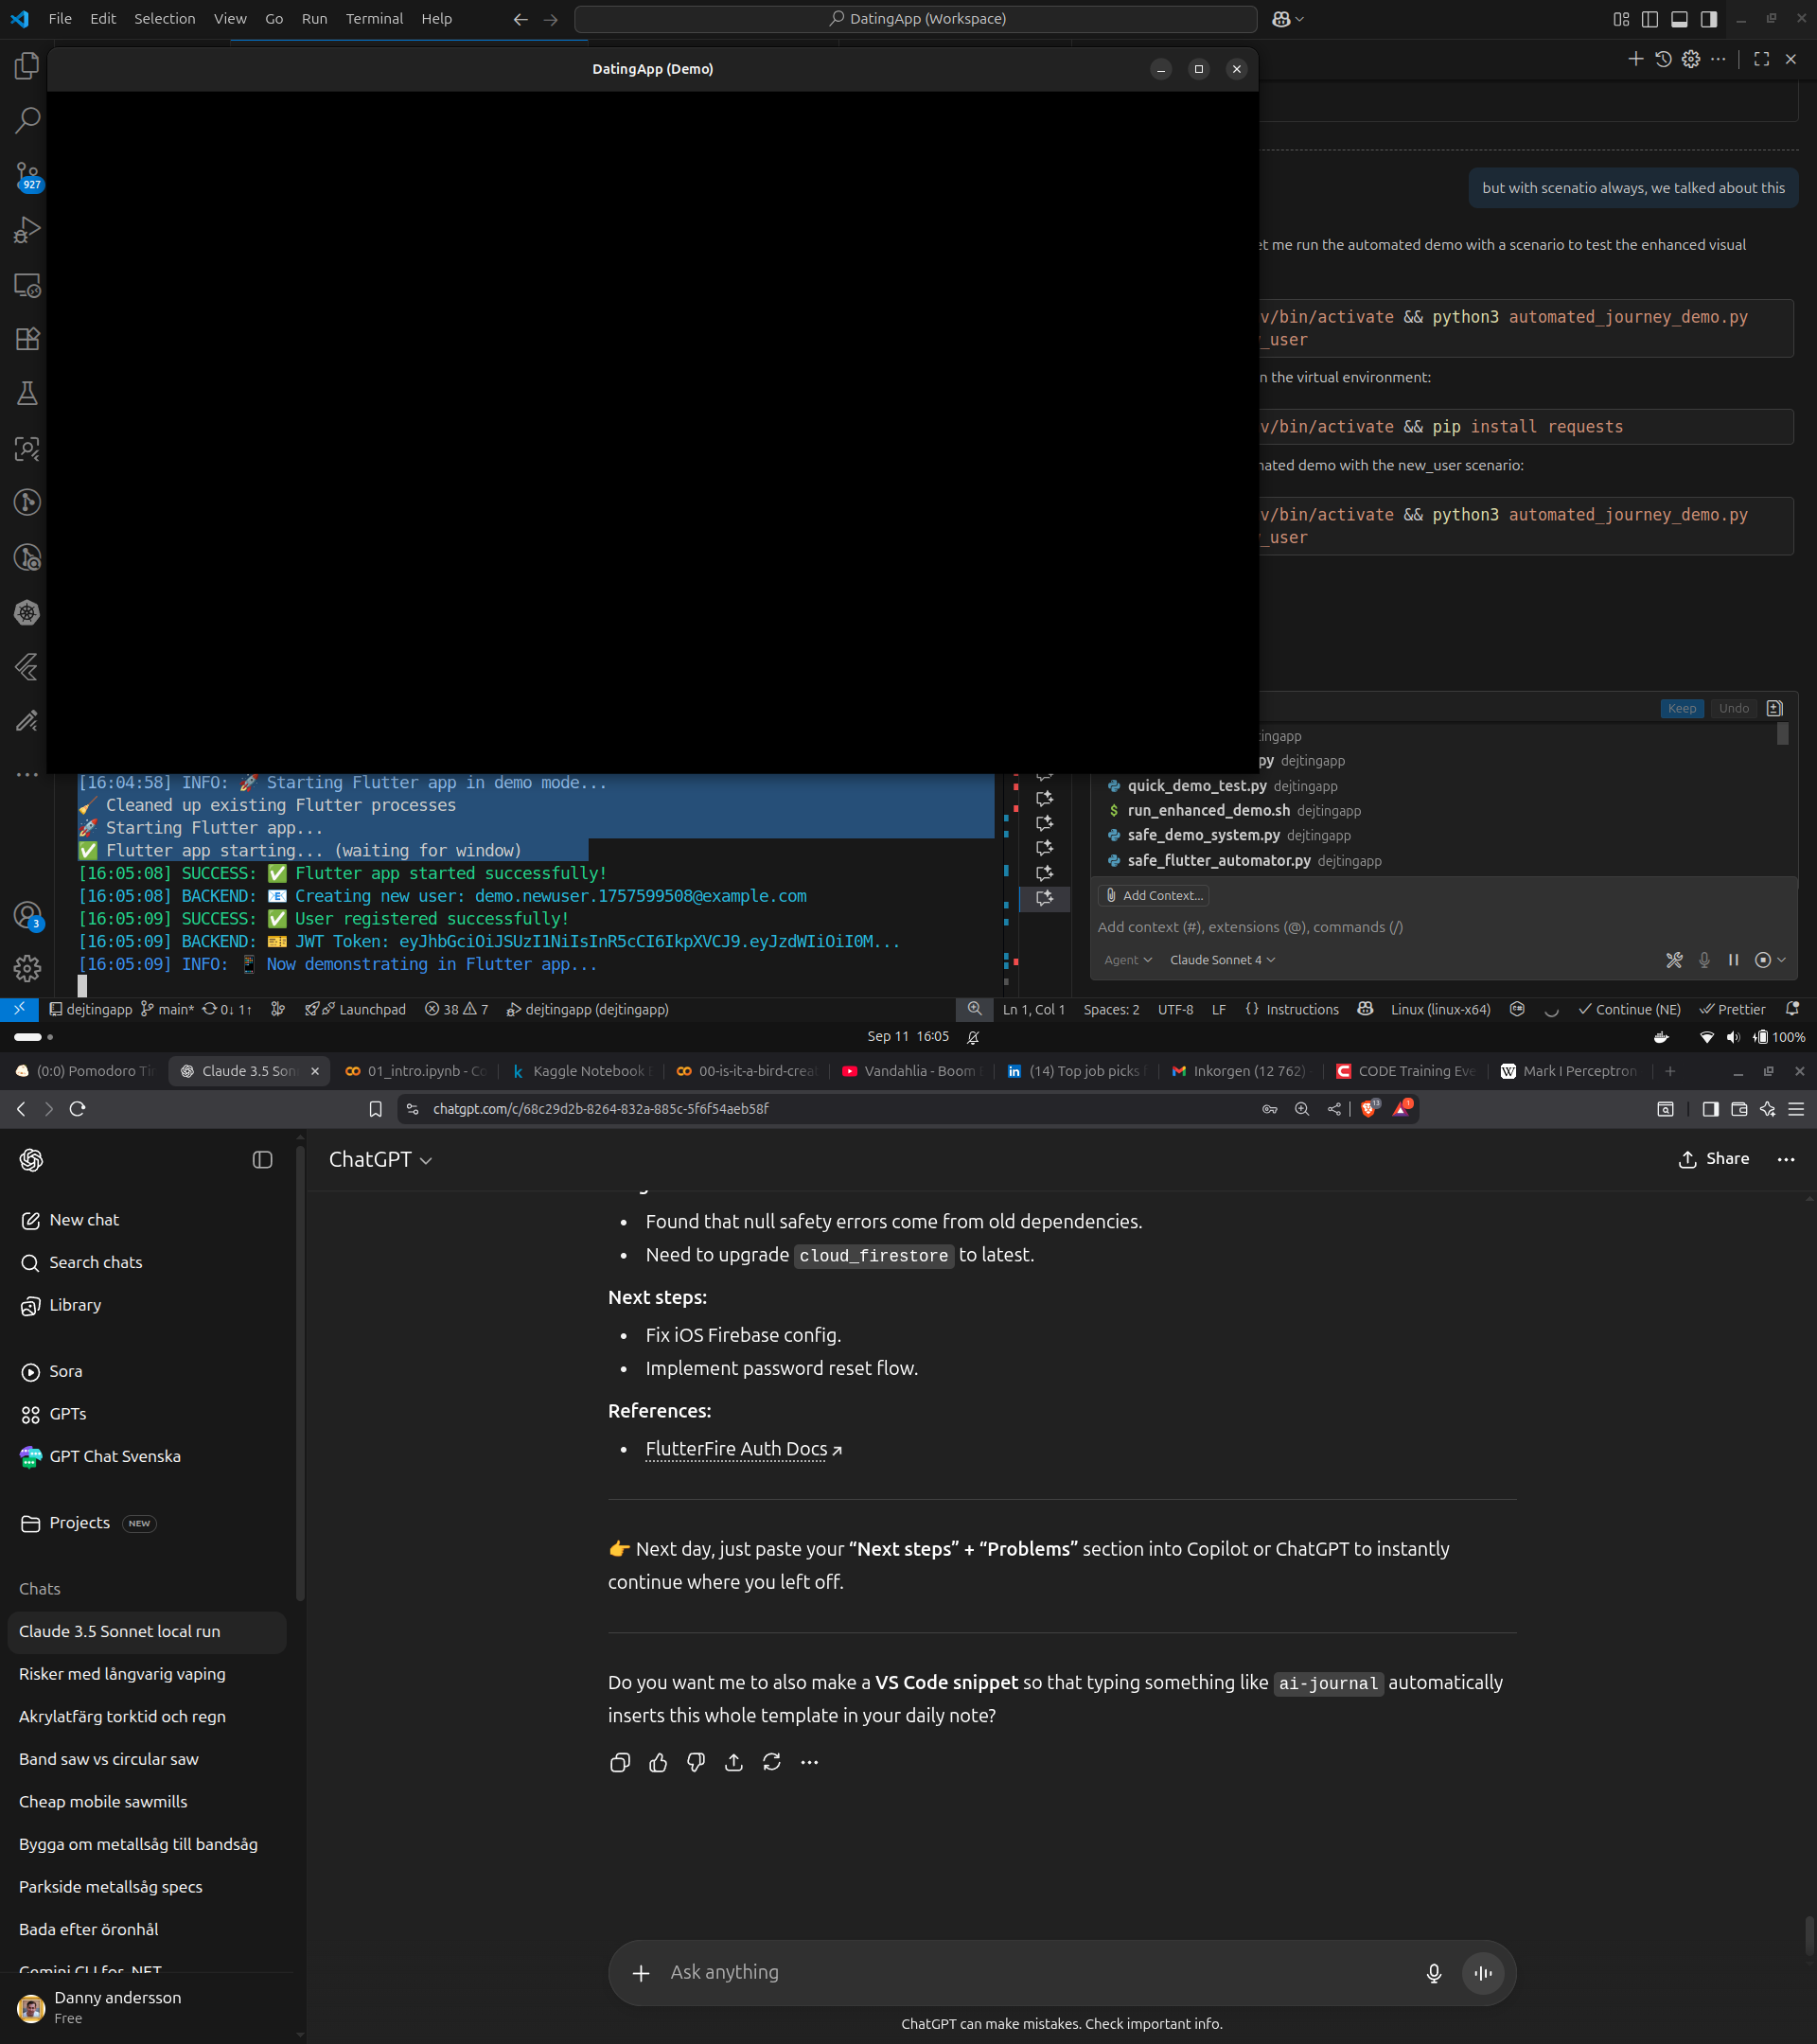 File Edit Selection View Go Run Terminal Help
DatingApp (Workspace)
DatingApp (Demo)
927
but with scenatio always, we talked about this
et me run the automated demo with a scenario to test the enhanced visual
v/bin/activate && python3 automated_journey_demo.py
_user
n the virtual environment:
v/bin/activate && pip install requests
nated demo with the new_user scenario:
v/bin/activate && python3 automated_journey_demo.py
_user
Keep Undo
tingapp
py dejtingapp
quick_demo_test.py dejtingapp
run_enhanced_demo.sh dejtingapp
safe_demo_system.py dejtingapp
safe_flutter_automator.py dejtingapp
[16:04:58] INFO: 🚀 Starting Flutter app in demo mode...
🧹 Cleaned up existing Flutter processes
🚀 Starting Flutter app...
✅ Flutter app starting... (waiting for window)
[16:05:08] SUCCESS: ✅ Flutter app started successfully!
[16:05:08] BACKEND: 📧 Creating new user: demo.newuser.1757599508@example.com
[16:05:09] SUCCESS: ✅ User registered successfully!
[16:05:09] BACKEND: 🎫 JWT Token: eyJhbGciOiJSUzI1NiIsInR5cCI6IkpXVCJ9.eyJzdWIiOiI0M...
[16:05:09] INFO: 📱 Now demonstrating in Flutter app...
3
Add Context...
Add context (#), extensions (@), commands (/)
Agent Claude Sonnet 4
dejtingapp main* 0↓ 1↑ Launchpad 38 7 dejtingapp (dejtingapp) Ln 1, Col 1 Spaces: 2 UTF-8 LF {} Instructions Linux (linux-x64) Continue (NE) Prettier
Sep 11 16:05
100%
(0:0) Pomodoro Tin Claude 3.5 Son 01_intro.ipynb - Co Kaggle Notebook E 00-is-it-a-bird-crea Vandahlia - Boom (14) Top job picks Inkorgen (12 762) CODE Training Eve Mark I Perceptron
chatgpt.com/c/68c29d2b-8264-832a-885c-5f6f54aeb58f
13
1
ChatGPT
Share
New chat
Search chats
Library
Sora
GPTs
GPT Chat Svenska
Projects NEW
Chats
Claude 3.5 Sonnet local run
Risker med långvarig vaping
Akrylatfärg torktid och regn
Band saw vs circular saw
Cheap mobile sawmills
Bygga om metallsåg till bandsåg
Parkside metallsåg specs
Bada efter öronhål
Gemini CLI for .NET
Danny andersson
Free
• Found that null safety errors come from old dependencies.
• Need to upgrade cloud_firestore to latest.
Next steps:
• Fix iOS Firebase config.
• Implement password reset flow.
References:
• FlutterFire Auth Docs
👉 Next day, just paste your “Next steps” + “Problems” section into Copilot or ChatGPT to instantly
continue where you left off.
Do you want me to also make a VS Code snippet so that typing something like ai-journal automatically
inserts this whole template in your daily note?
Ask anything
ChatGPT can make mistakes. Check important info.